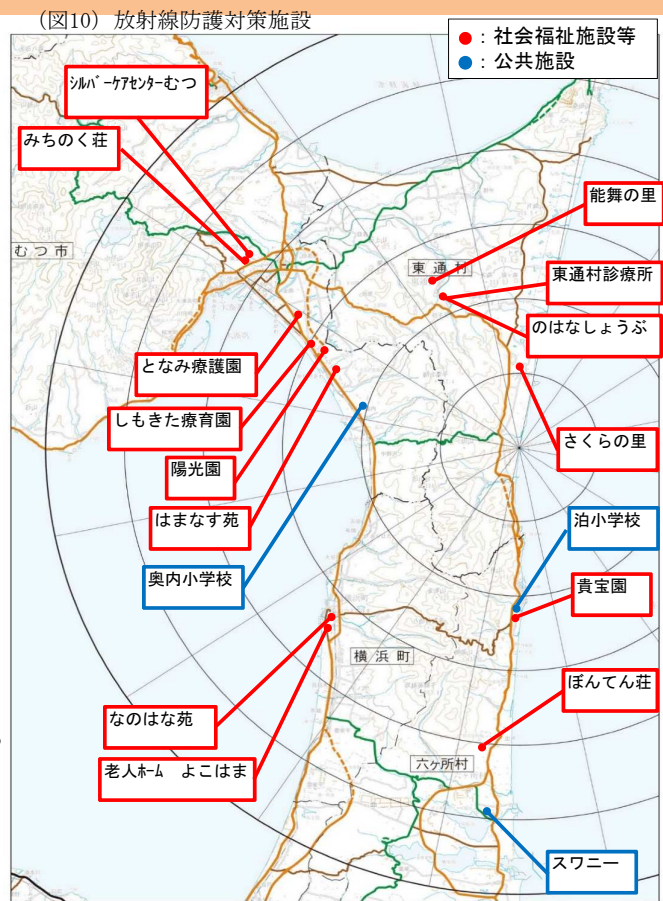 (図10) 放射線防護対策施設
●：社会福祉施設等
●：公共施設
ｼﾙﾊﾞｰケアセンターむつ
みちのく荘
能舞の里
むつ市
東通村
東通村診療所
のはなしょうぶ
となみ療護園
しもきた療育園
さくらの里
陽光園
はまなす苑
泊小学校
奥内小学校
貴宝園
横浜町
ぼんてん荘
なのはな苑
六ヶ所村
老人ﾎｰﾑ　よこはま
スワニー